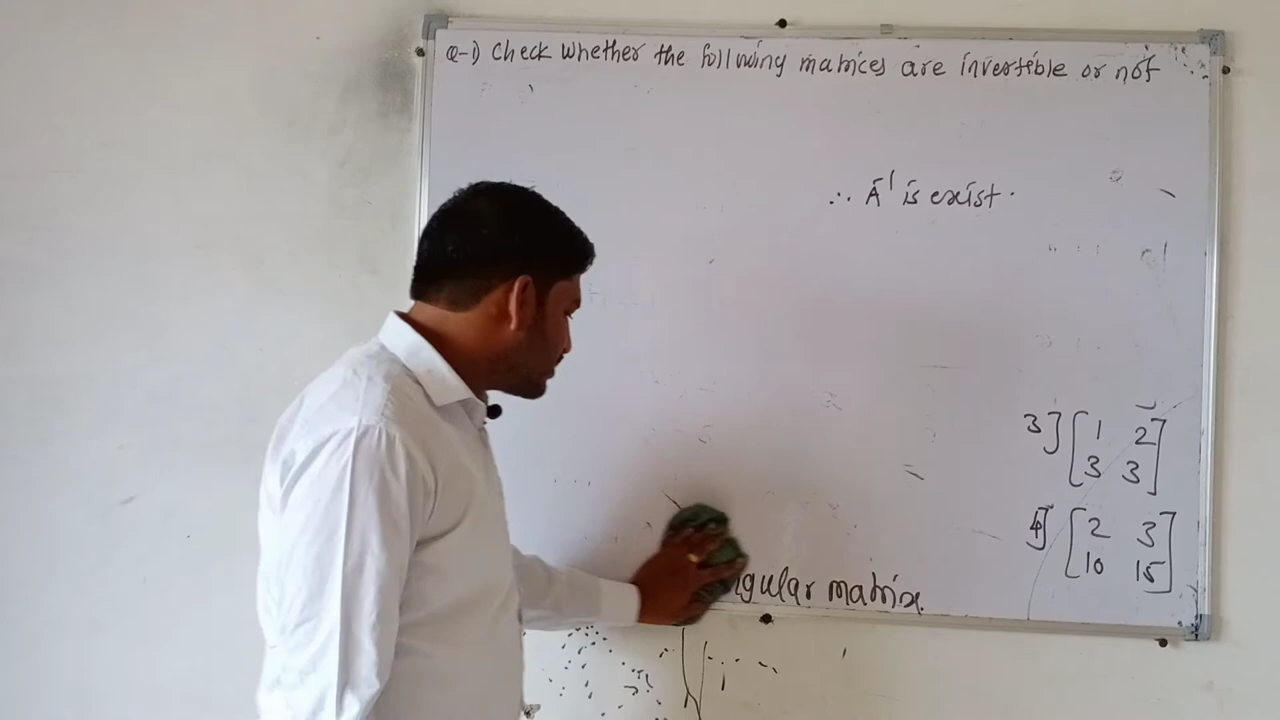 Q-1) Check whether the following matrices are invertible or not
∴ A⁻¹ is exist.
3] [1 2
3 3]
4] [2 3
10 15]
gular matrix.